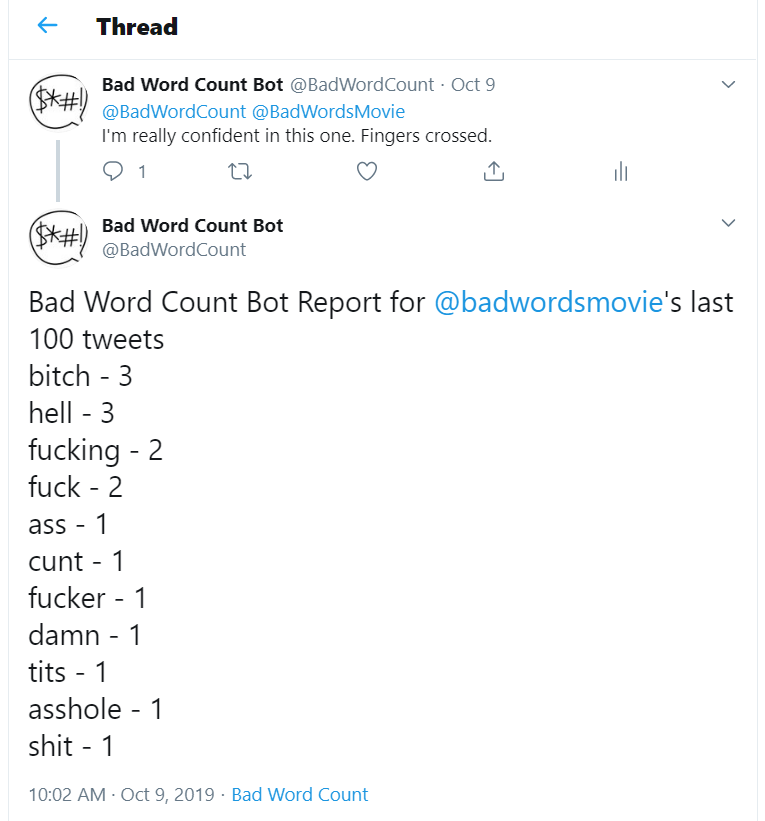 Thread
Bad Word Count Bot @BadWordCount · Oct 9
@BadWordCount @BadWordsMovie
I'm really confident in this one. Fingers crossed.
1
Bad Word Count Bot
@BadWordCount
Bad Word Count Bot Report for @badwordsmovie's last
100 tweets
bitch - 3
hell - 3
fucking - 2
fuck - 2
ass - 1
cunt - 1
fucker - 1
damn - 1
tits - 1
asshole - 1
shit - 1
10:02 AM · Oct 9, 2019 · Bad Word Count
$*#!
$*#!